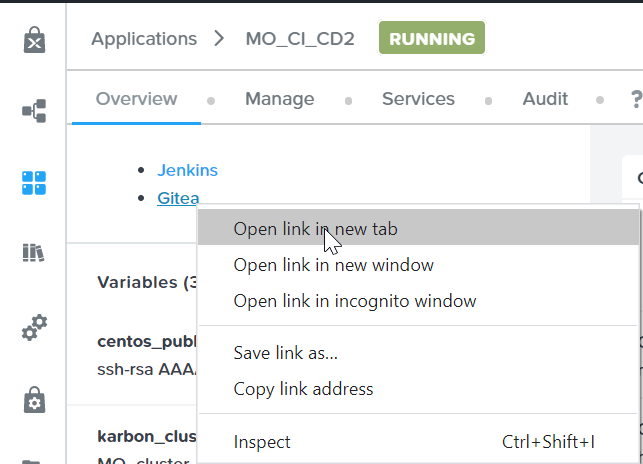 Applications > MO_CI_CD2 RUNNING
Overview Manage Services Audit ?
• Jenkins
• Gitea
Open link in new tab
Open link in new window
Open link in incognito window
Variables (3
centos_publ
Save link as...
ssh-rsa AAAA
Copy link address
karbon_clus
Inspect Ctrl+Shift+I
MO_cluster